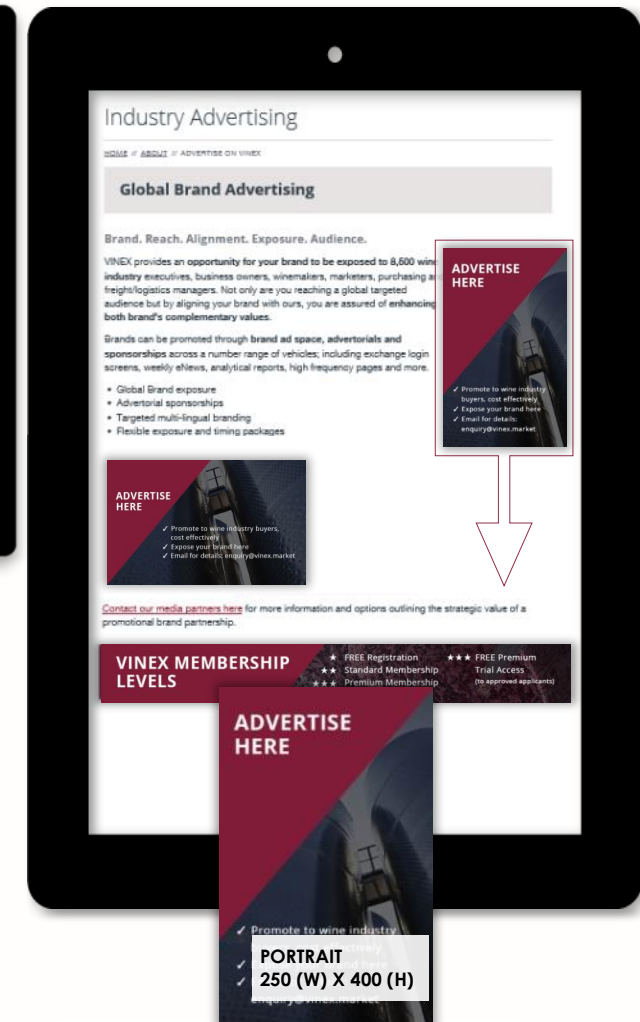 Industry Advertising
HOME // ABOUT // ADVERTISE ON VINEX
Global Brand Advertising
Brand. Reach. Alignment. Exposure. Audience.
VINEX provides an opportunity for your brand to be exposed to 8,500 wine
industry executives, business owners, winemakers, marketers, purchasing
freight/logistics managers. Not only are you reaching a global targeted
audience but by aligning your brand with ours, you are assured of enhancing
both brand's complementary values.
Brands can be promoted through brand ad space, advertorials and
sponsorships across a number range of vehicles; including exchange login
screens, weekly eNews, analytical reports, high frequency pages and more.
• Global Brand exposure
• Advertorial sponsorships
• Targeted multi-lingual branding
• Flexible exposure and timing packages
ADVERTISE
HERE
✓ Promote to wine industry
buyers, cost effectively
✓ Expose your brand here
✓ Email for details:
enquiry@vinex.market
ADVERTISE
HERE
✓ Promote to wine industry buyers,
cost effectively
✓ Expose your brand here
✓ Email for details: enquiry@vinex.market
Contact our media partners here for more information and options outlining the strategic value of a
promotional brand partnership.
VINEX MEMBERSHIP
LEVELS
★ FREE Registration
★★ Standard Membership
★★★ Premium Membership
★★★ FREE Premium
Trial Access
(to approved applicants)
ADVERTISE
HERE
✓ Promote to wine industry
✓
✓
PORTRAIT
250 (W) X 400 (H)
enquiry@vinex.market